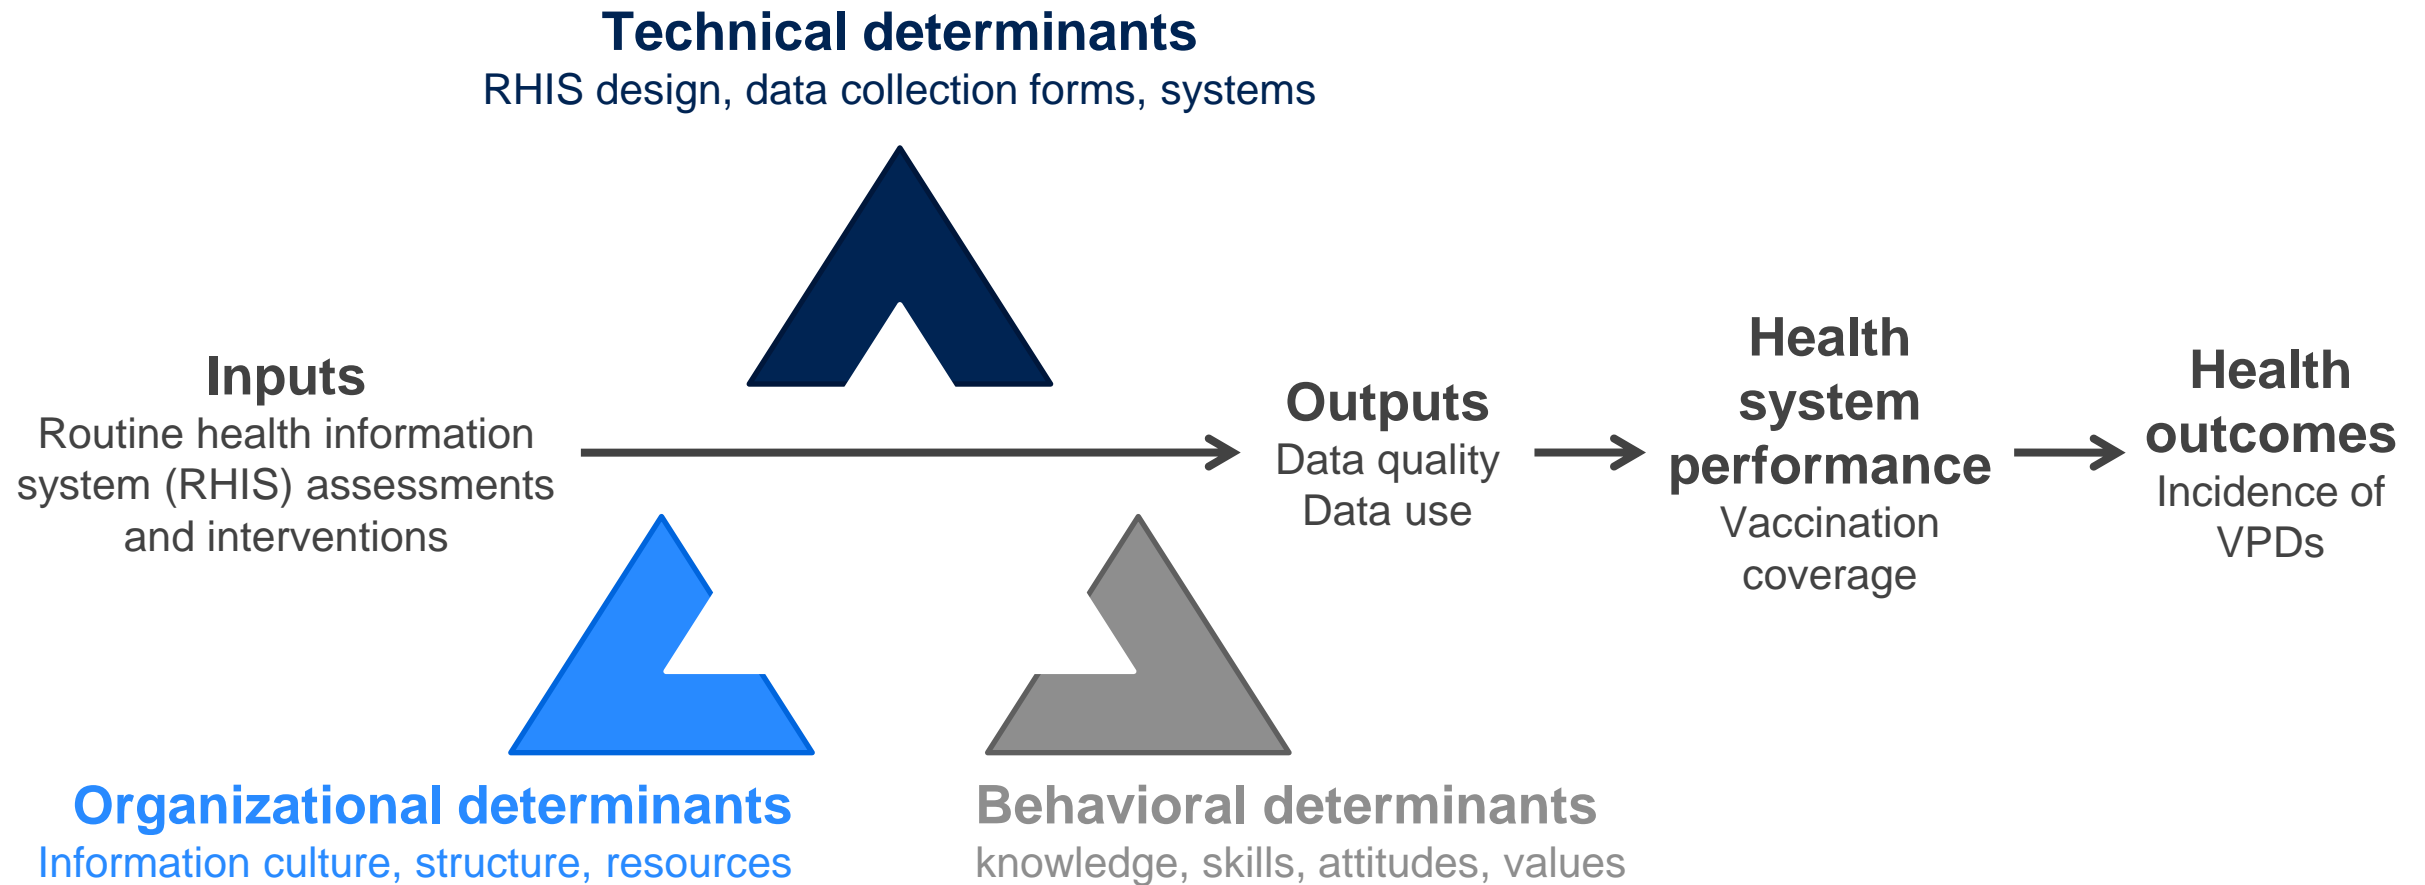 Technical determinants
RHIS design, data collection forms, systems
Inputs
Routine health information
system (RHIS) assessments
and interventions
Outputs
Data quality
Data use
Health
system
performance
Vaccination
coverage
Health
outcomes
Incidence of
VPDs
Organizational determinants
Information culture, structure, resources
Behavioral determinants
knowledge, skills, attitudes, values